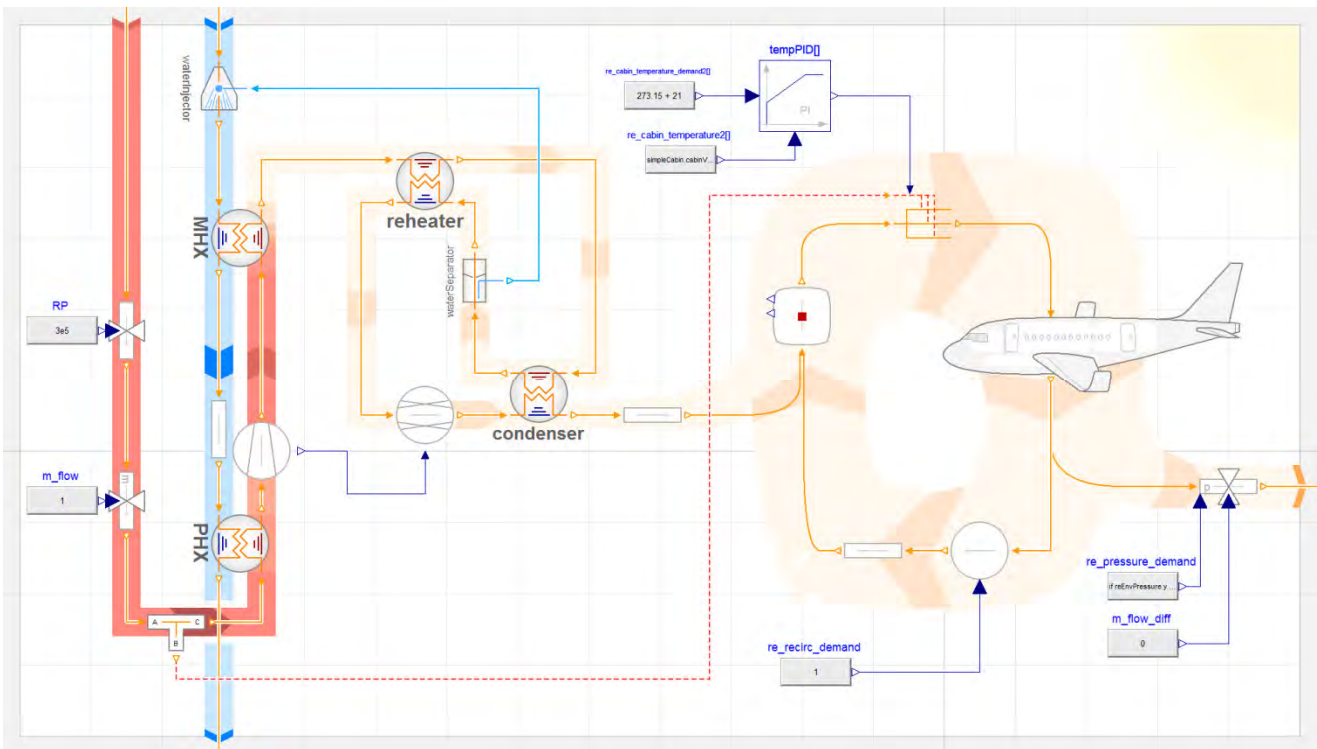 waterInjector
tempPID[]
re_cabin_temperature_demand2[]
273.15 + 21
PI
re_cabin_temperature2[]
simpleCabin.cabinV...
reheater
MHX
waterSeparator
RP
3e5
condenser
m_flow
1
m
PHX
A
C
B
p
re_pressure_demand
if reEnvPressure.y ...
m_flow_diff
0
re_recirc_demand
1